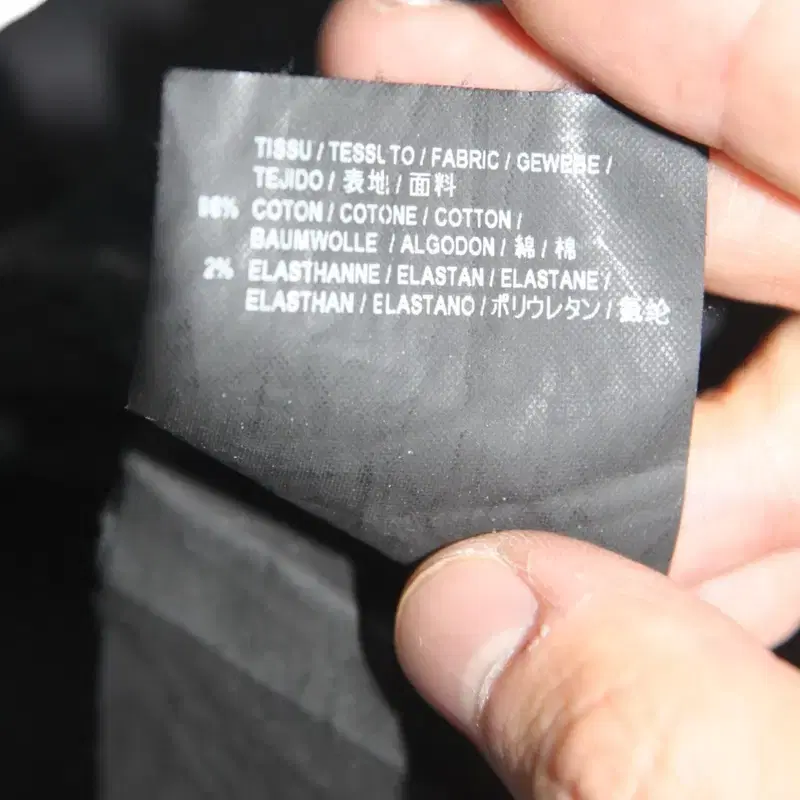 TISSU / TESSUTO / FABRIC / GEWEBE /
TEJIDO / 表地 / 面料
98% COTON / COTONE / COTTON /
BAUMWOLLE / ALGODON / 綿 / 棉
2% ELASTHANNE / ELASTAN / ELASTANE /
ELASTHAN / ELASTANO / ポリウレタン / 氨纶